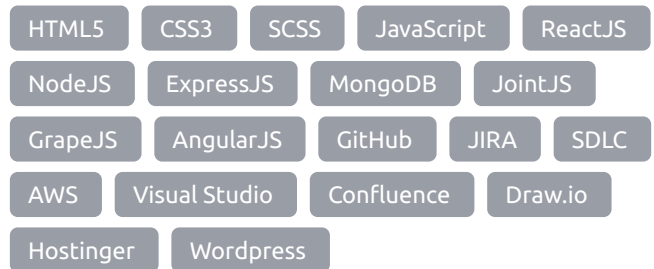 HTML5 CSS3 SCSS JavaScript ReactJS
NodeJS ExpressJS MongoDB JointJS
GrapeJS AngularJS GitHub JIRA SDLC
AWS Visual Studio Confluence Draw.io
Hostinger Wordpress